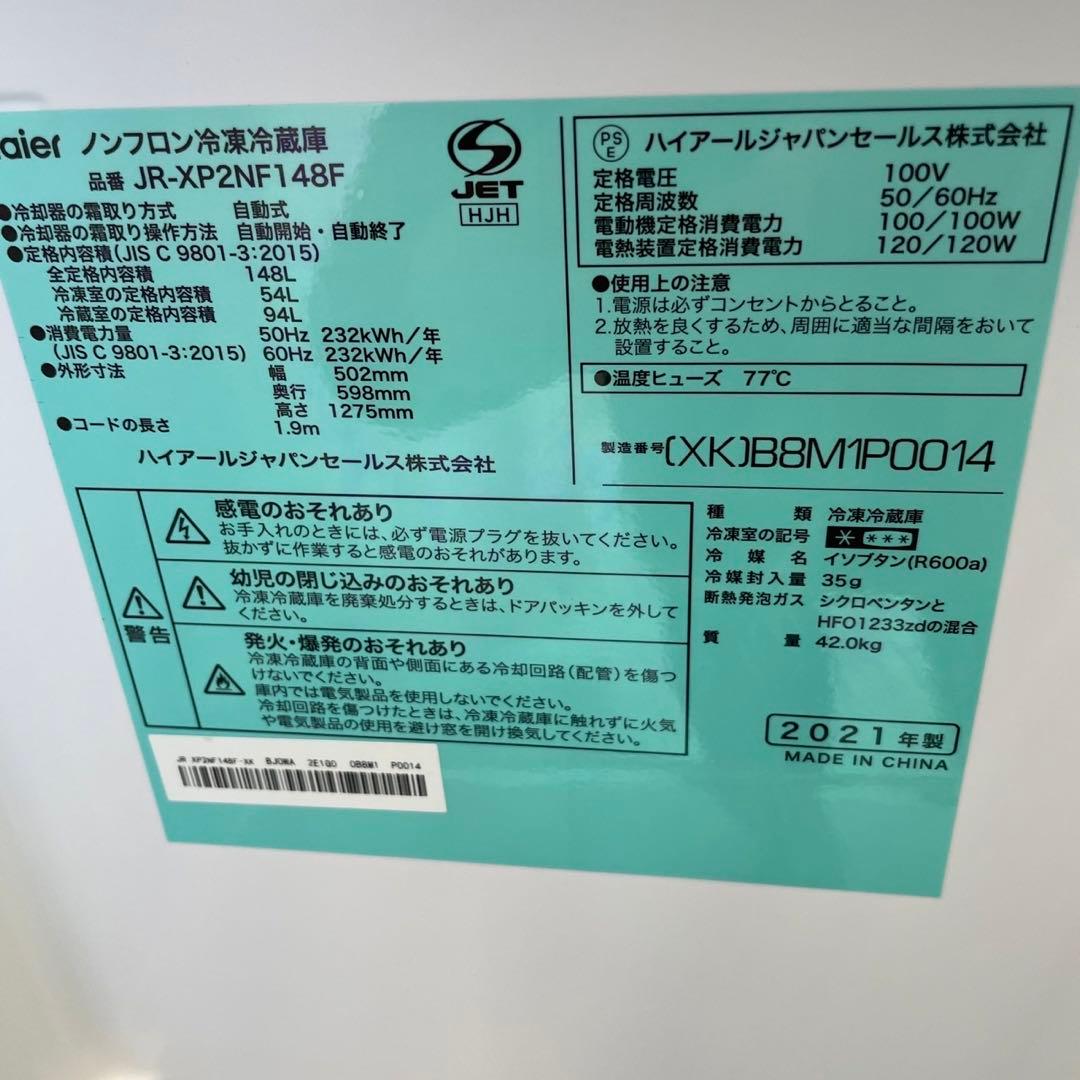 aier ノンフロン冷凍冷蔵庫
品番 JR-XP2NF148F
JET
HJH
●冷却器の霜取り方式 自動式
●冷却器の霜取り操作方法 自動開始・自動終了
●定格内容積(JIS C 9801-3:2015)
全定格内容積 148L
冷凍室の定格内容積 54L
冷蔵室の定格内容積 94L
●消費電力量 50Hz 232kWh/年
(JIS C 9801-3:2015) 60Hz 232kWh/年
●外形寸法 幅 502mm
奥行 598mm
高さ 1275mm
●コードの長さ 1.9m
ハイアールジャパンセールス株式会社
PS
E
ハイアールジャパンセールス株式会社
定格電圧 100V
定格周波数 50/60Hz
電動機定格消費電力 100/100W
電熱装置定格消費電力 120/120W
●使用上の注意
1.電源は必ずコンセントからとること。
2.放熱を良くするため、周囲に適当な間隔をおいて
設置すること。
●温度ヒューズ 77℃
製造番号 (XK)B8M1P0014
種類 冷凍冷蔵庫
冷凍室の記号 * ***
冷媒名 イソブタン(R600a)
冷媒封入量 35g
断熱発泡ガス シクロペンタンと
HFO1233zdの混合
質量 42.0kg
2021年製
MADE IN CHINA
警告
感電のおそれあり
お手入れのときには、必ず電源プラグを抜いてください。
抜かずに作業すると感電のおそれがあります。
幼児の閉じ込みのおそれあり
冷凍冷蔵庫を廃棄処分するときは、ドアパッキンを外して
ください。
発火・爆発のおそれあり
冷凍冷蔵庫の背面や側面にある冷却回路(配管)を傷つ
けないでください。
庫内では電気製品を使用しないでください。
冷却回路を傷つけたときは、冷凍冷蔵庫に触れずに火気
や電気製品の使用を避け窓を開け換気してください。
JR XP2NF148F-XK BJ0WA 2E1Q0 0B8M1 P0014